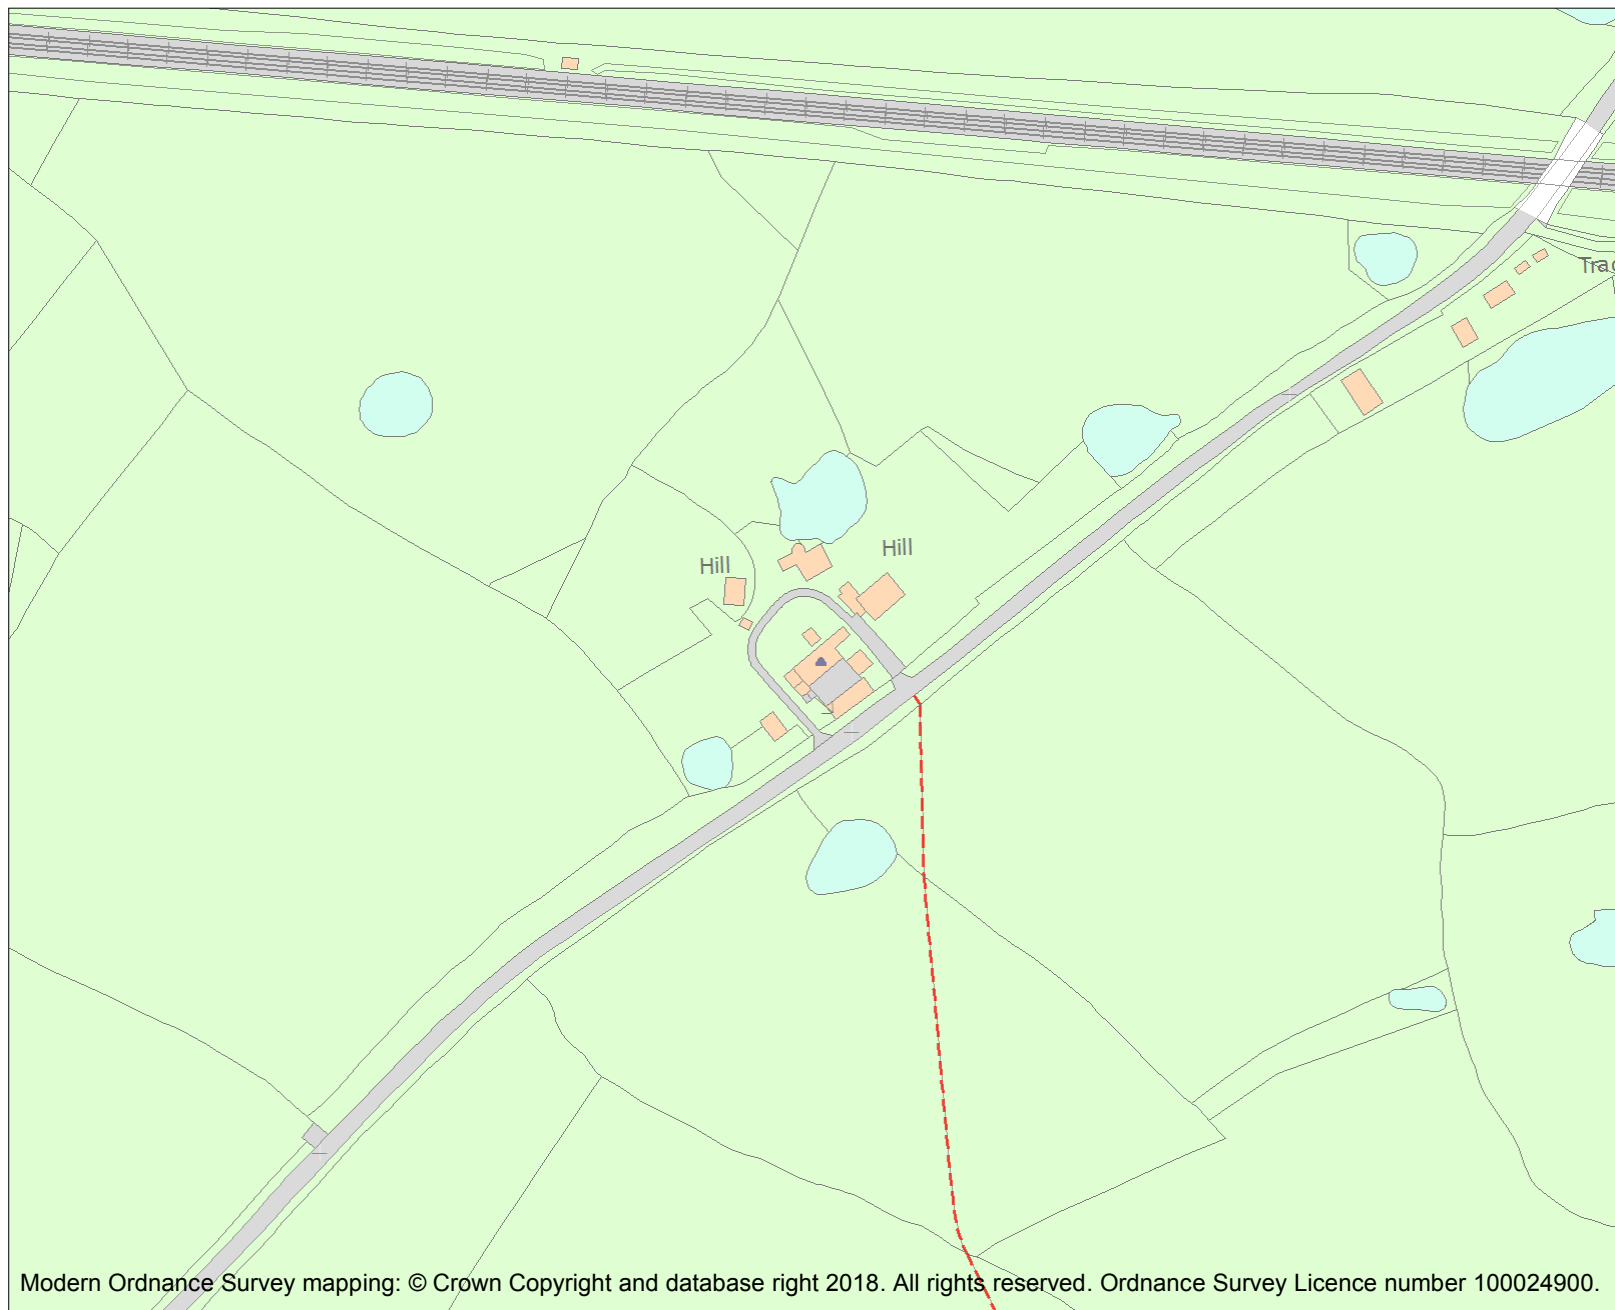 Trac
Hill
Hill
Modern Ordnance Survey mapping: © Crown Copyright and database right 2018. All rights reserved. Ordnance Survey Licence number 100024900.